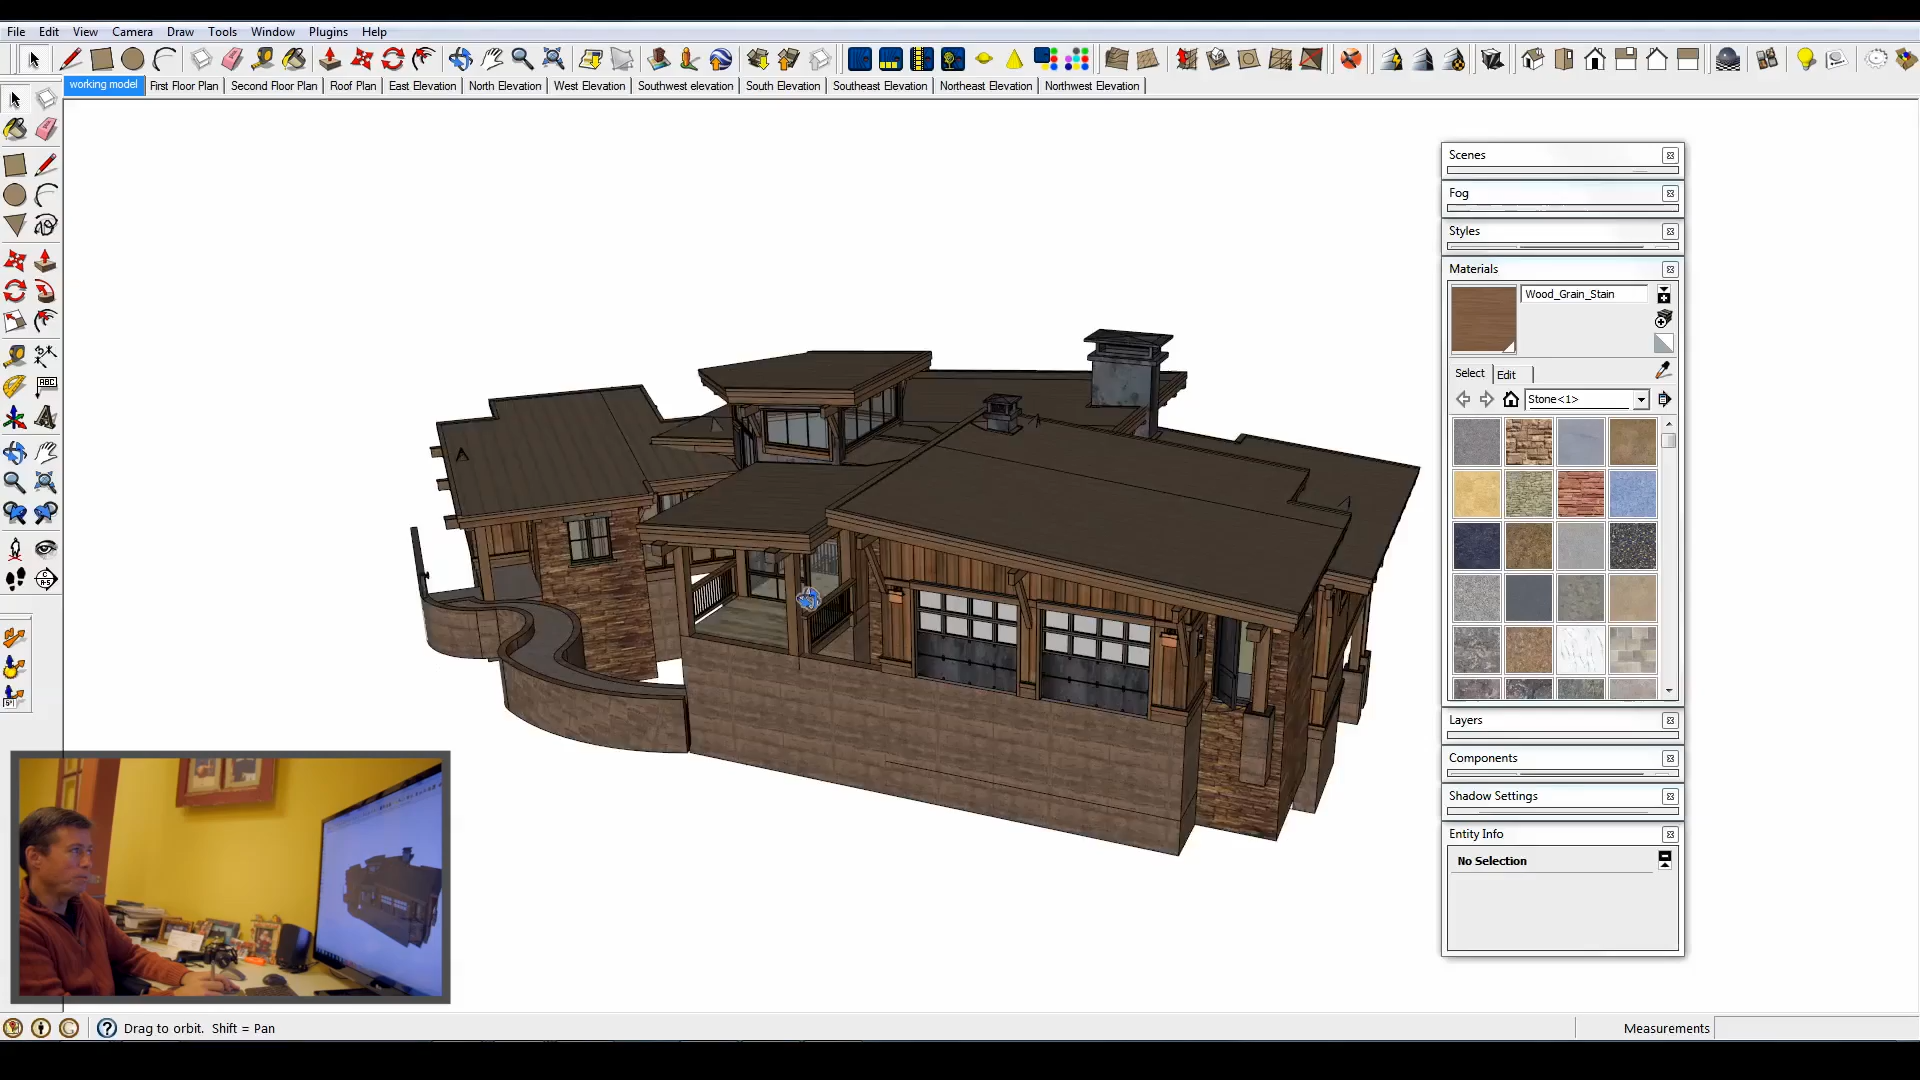 File Edit View Camera Draw Tools Window Plugins Help
working model First Floor Plan Second Floor Plan Roof Plan East Elevation North Elevation West Elevation Southwest elevation South Elevation Southeast Elevation Northeast Elevation Northwest Elevation
Scenes
Fog
Styles
Materials
Wood_Grain_Stain
Select Edit
Stone<1>
ABC
Layers
Components
Shadow Settings
Entity Info
No Selection
Drag to orbit. Shift = Pan
Measurements